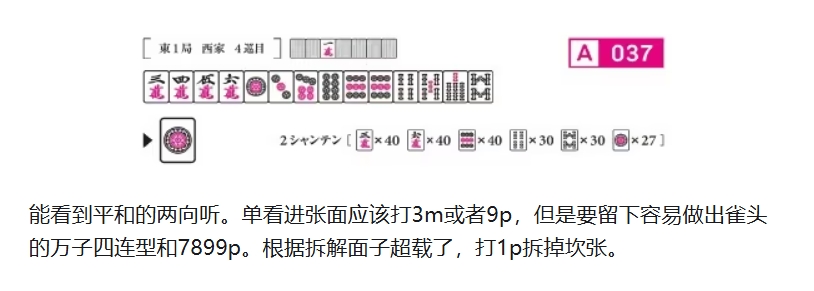 [東1局 西家 4巡目] 一萬 A 037
三萬 四萬 伍萬 六萬
2シャンテン[ 三萬×40 六萬×40 ×40 ×30 ×30 ×27 ]
能看到平和的两向听。单看进张面应该打3m或者9p，但是要留下容易做出雀头
的万子四连型和7899p。根据拆解面子超载了，打1p拆掉坎张。